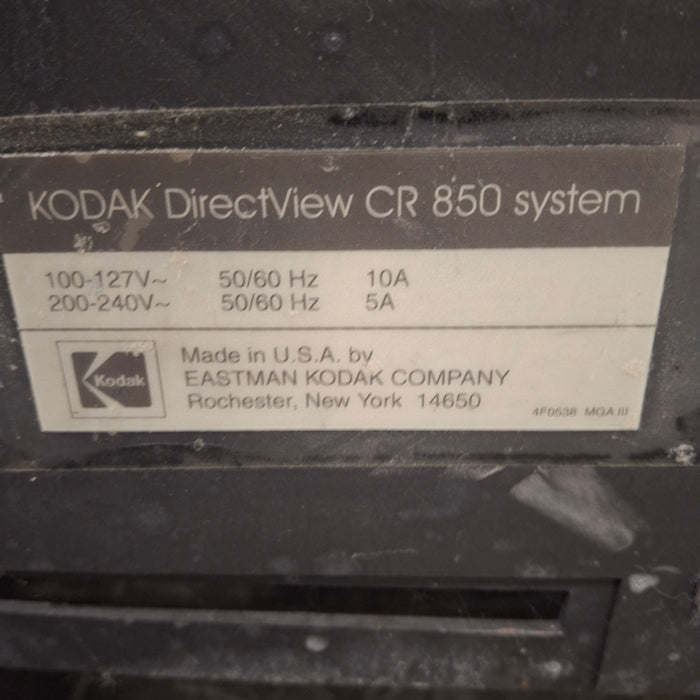 KODAK DirectView CR 850 system
100-127V~ 50/60 Hz 10A
200-240V~ 50/60 Hz 5A
Kodak
Made in U.S.A. by
EASTMAN KODAK COMPANY
Rochester, New York 14650
4F0538 MGA III